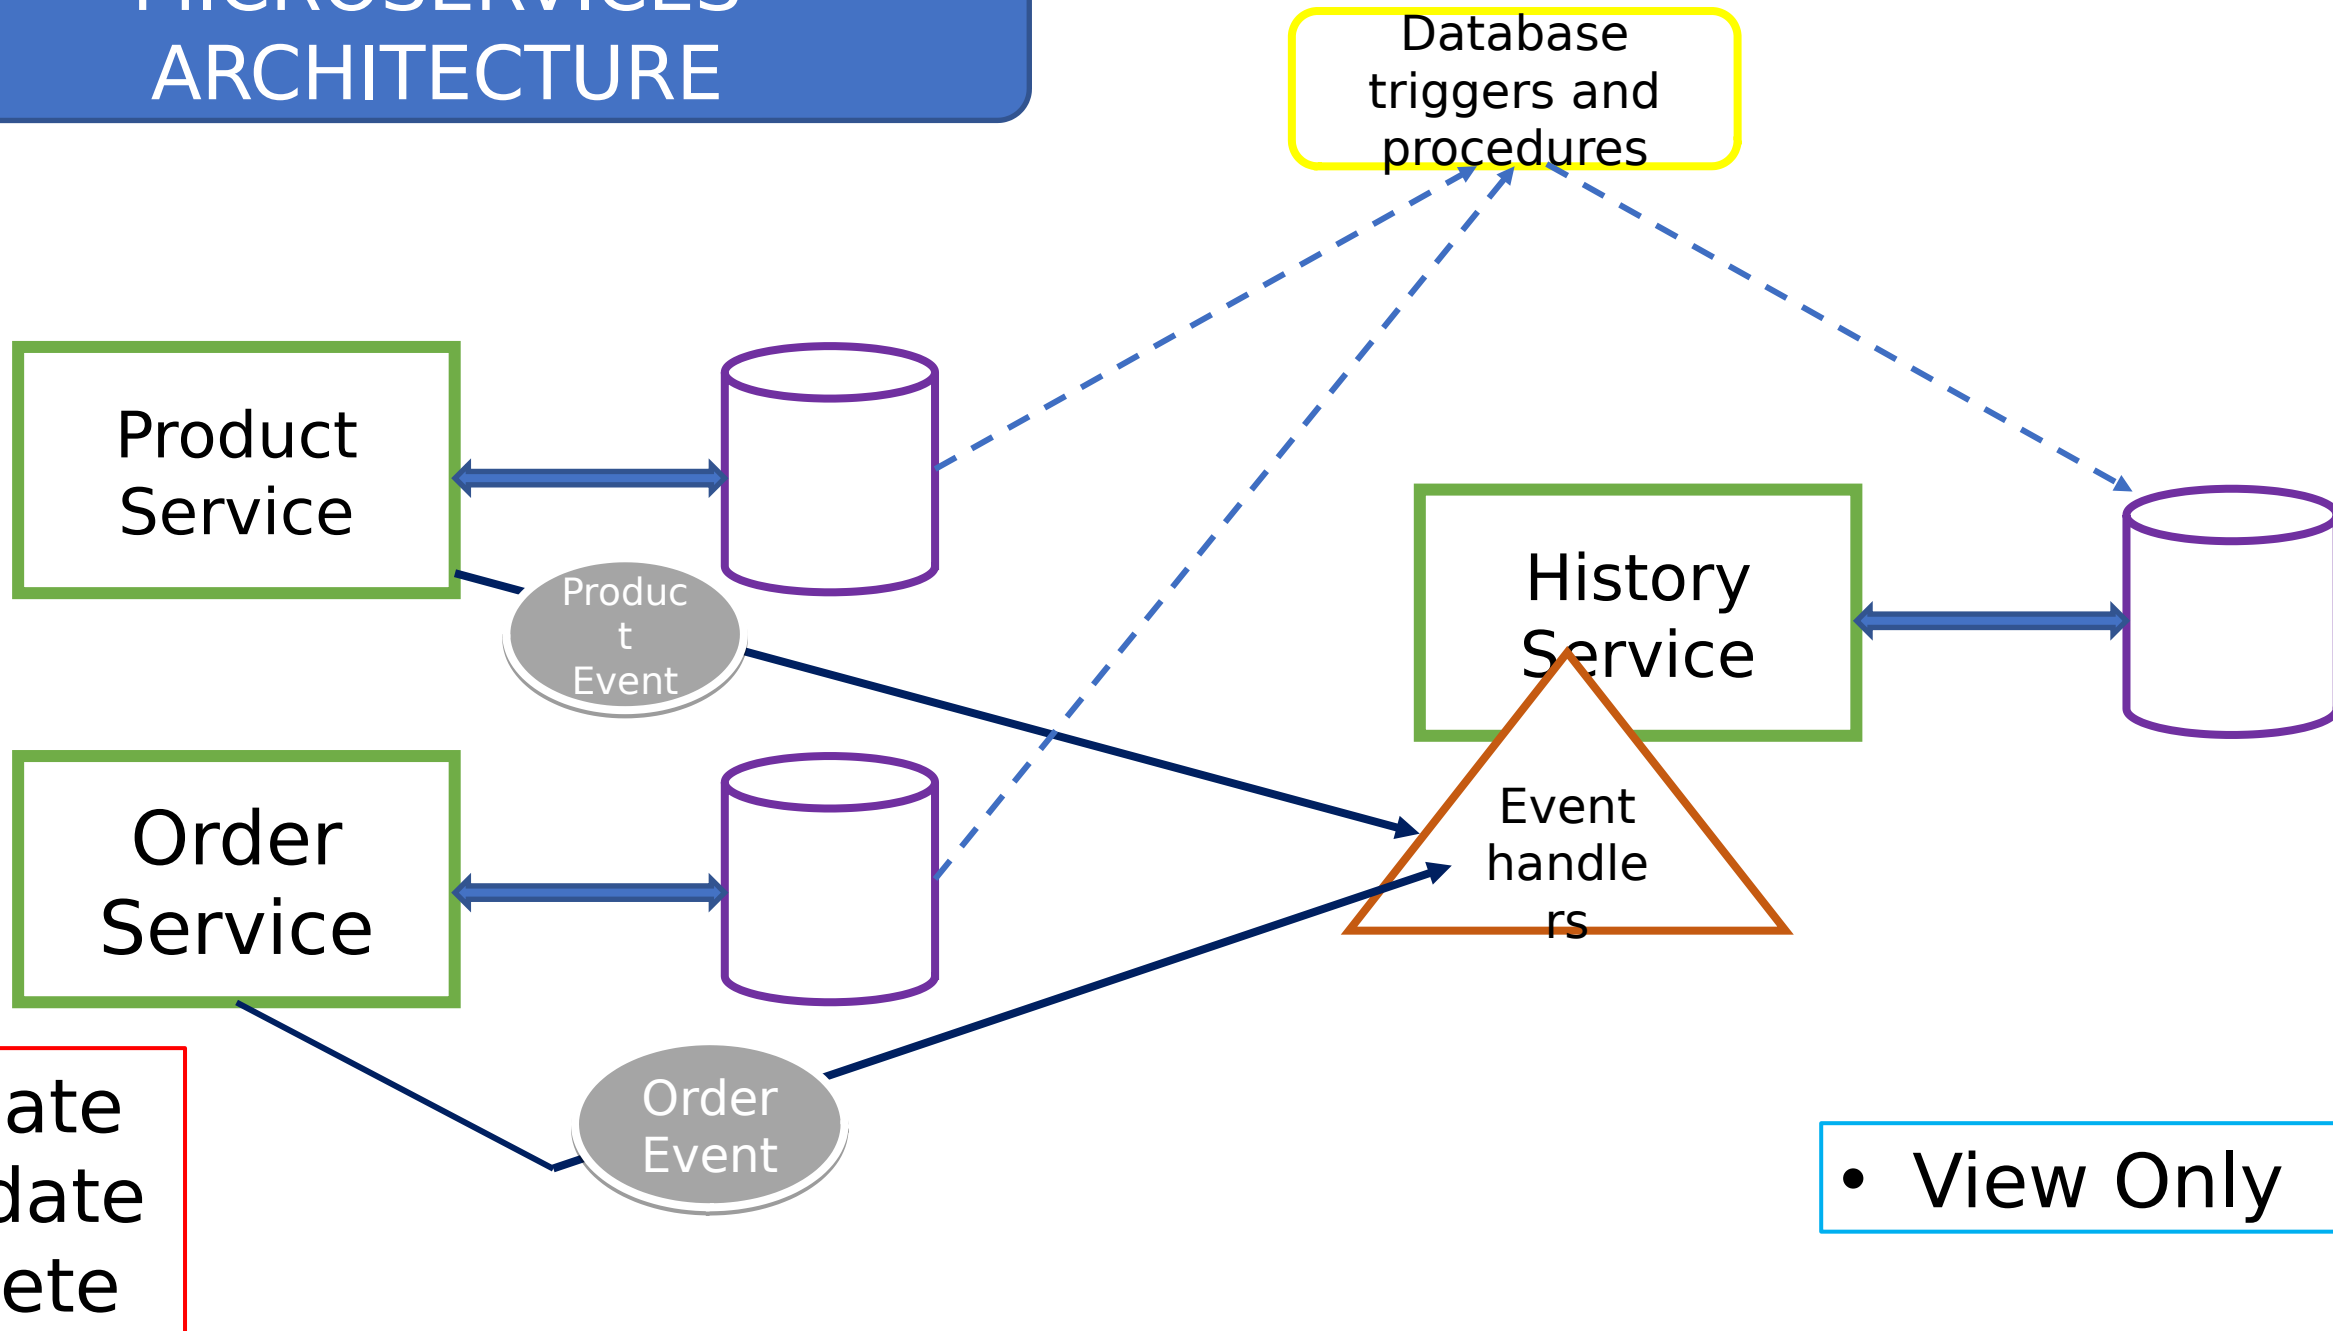 MICROSERVICES
ARCHITECTURE
Database
triggers and
procedures
Product
Service
Produc
t
Event
History
Service
Event
handle
rs
Order
Service
Order
Event
ate
date
ete
• View Only